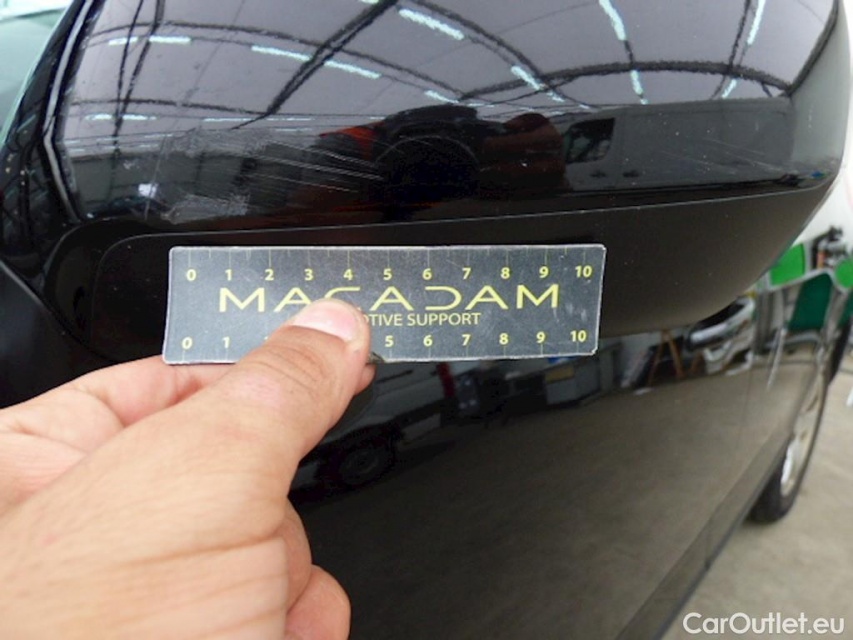 0 1 2 3 4 5 6 7 8 9 10
MACADAM
TIVE SUPPORT
0 1 5 6 7 8 9 10
CarOutlet.eu